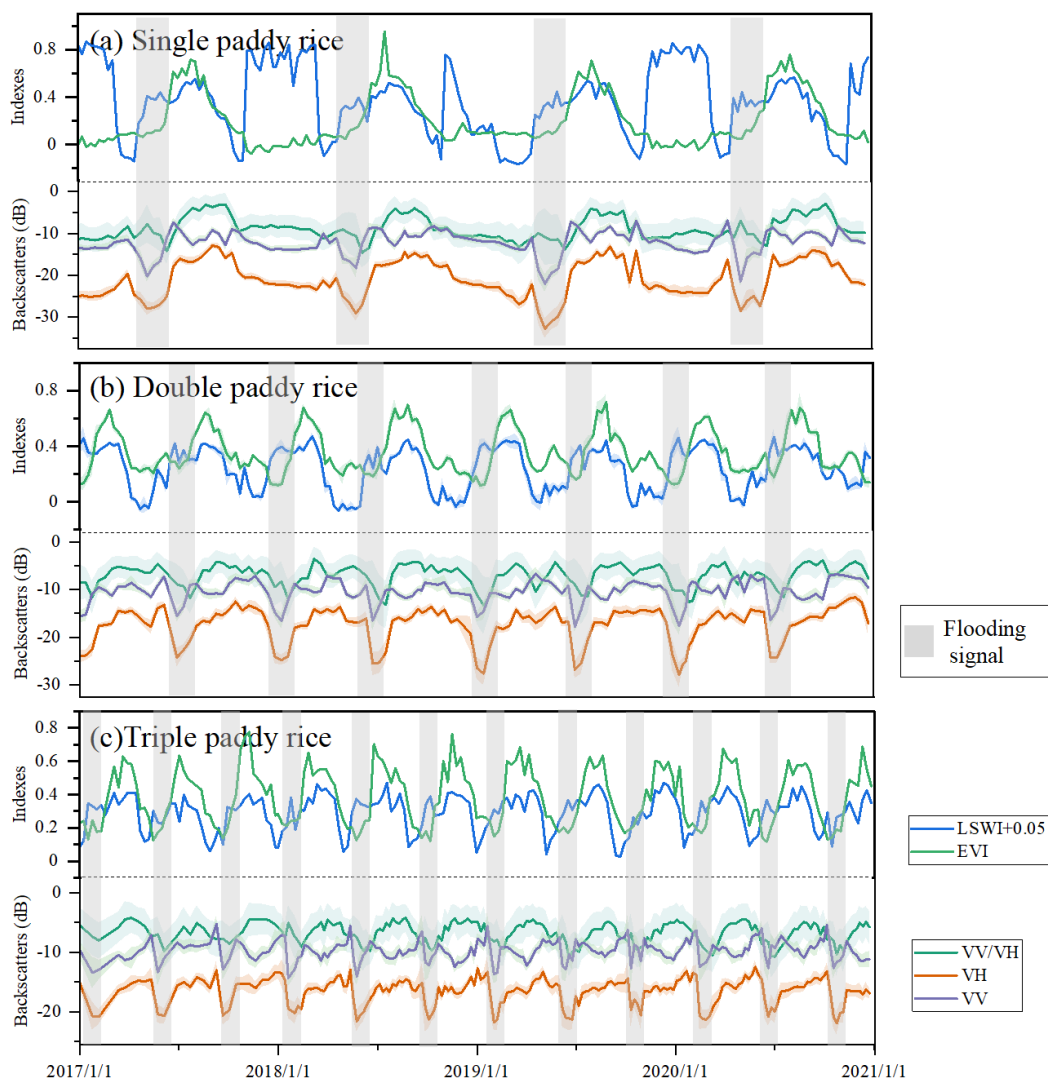 (a) Single paddy rice
0.8
0.4
0
Indexes
0
-10
-20
-30
Backscatters (dB)
(b) Double paddy rice
0.8
0.4
0
Indexes
0
-10
-20
-30
Backscatters (dB)
Flooding
signal
(c)Triple paddy rice
0.8
0.6
0.4
0.2
0
Indexes
LSWI+0.05
EVI
0
-10
-20
Backscatters (dB)
VV/VH
VH
VV
2017/1/1
2018/1/1
2019/1/1
2020/1/1
2021/1/1